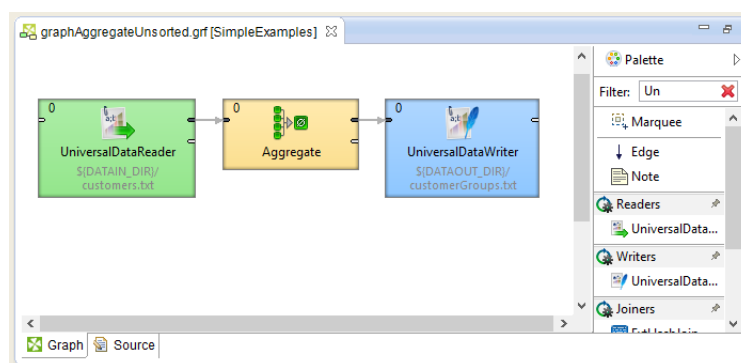 graphAggregateUnsorted.grf [SimpleExamples]
Palette
Filter: Un
Marquee
Edge
Note
Readers
UniversalData...
Writers
UniversalData...
Joiners
ExtHashJoin
0
UniversalDataReader
$(DATAIN_DIR)/
customers.txt
0
Aggregate
0
UniversalDataWriter
$(DATAOUT_DIR)/
customerGroups.txt
Graph
Source